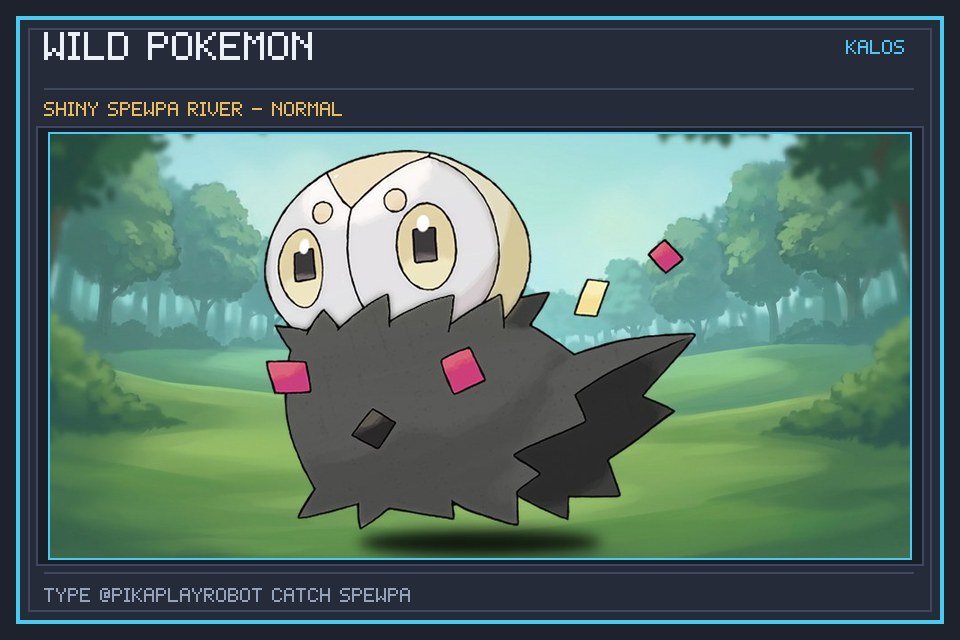 WILD POKEMON
KALOS
SHINY SPEWPA RIVER - NORMAL
TYPE @PIKAPLAYROBOT CATCH SPEWPA